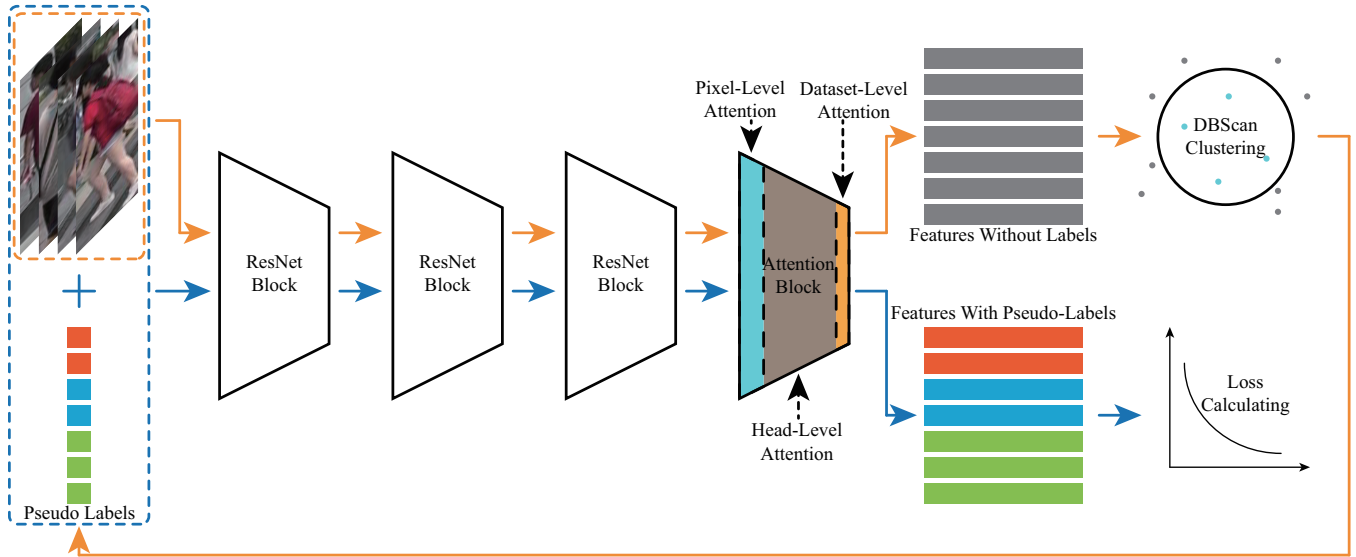 Pixel-Level
Attention
Dataset-Level
Attention
DBScan
Clustering
Features Without Labels
ResNet
Block
ResNet
Block
ResNet
Block
Attention
Block
Features With Pseudo-Labels
Loss
Calculating
Head-Level
Attention
Pseudo Labels